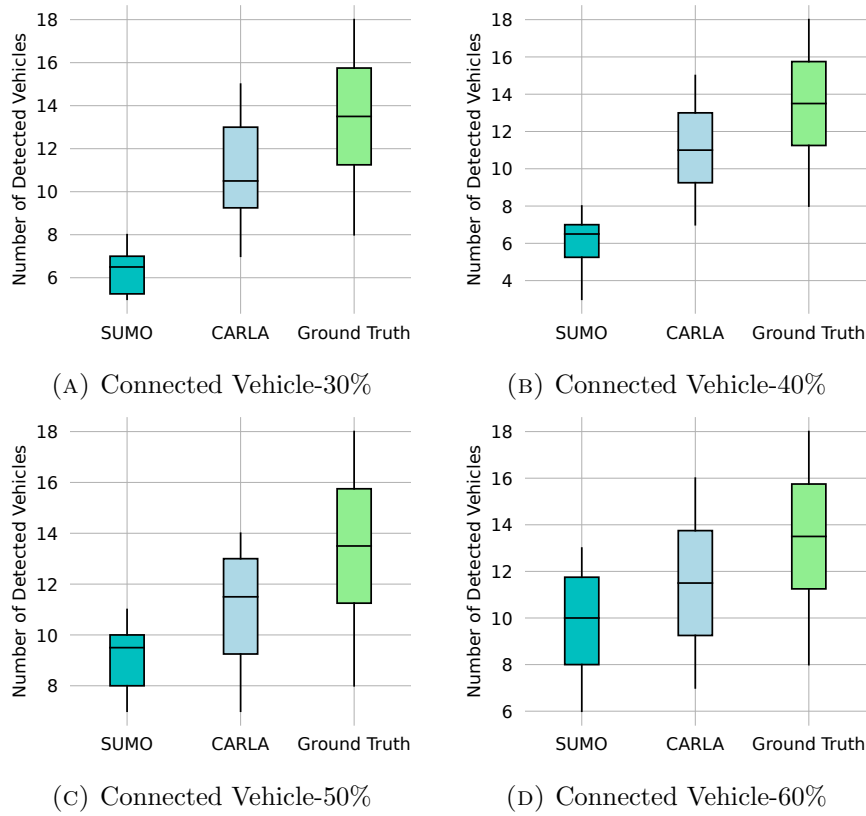 Number of Detected Vehicles
18
16
14
12
10
8
6
SUMO CARLA Ground Truth
(A) Connected Vehicle-30%
Number of Detected Vehicles
18
16
14
12
10
8
6
4
SUMO CARLA Ground Truth
(B) Connected Vehicle-40%
Number of Detected Vehicles
18
16
14
12
10
8
SUMO CARLA Ground Truth
(C) Connected Vehicle-50%
Number of Detected Vehicles
18
16
14
12
10
8
6
SUMO CARLA Ground Truth
(D) Connected Vehicle-60%